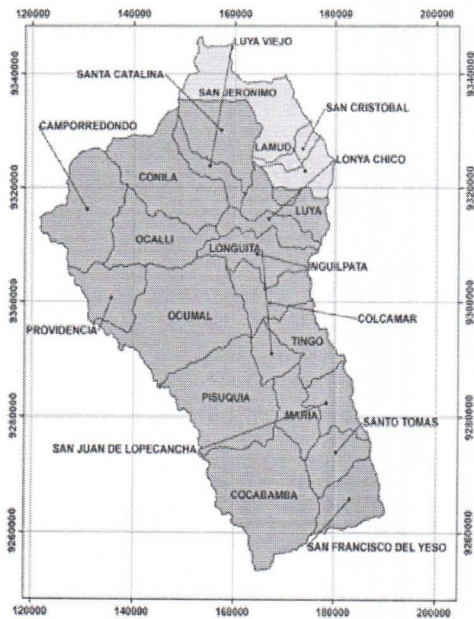 120000 140000 160000 180000 200000
LUYA VIEJO
9340000 9340000
SANTA CATALINA
SAN JERONIMO
SAN CRISTOBAL
CAMPORREDONDO
LAMUD
LONYA CHICO
9320000 9320000
CONILA
LUYA
OCALLI
LONGUITA
INGUILPATA
9300000 9300000
COLCAMAR
OCUMAL
PROVIDENCIA
TINGO
PISUQUIA
9280000 9280000
MARIA
SANTO TOMAS
SAN JUAN DE LOPECANCHA
COCABAMBA
9260000 9260000
SAN FRANCISCO DEL YESO
120000 140000 160000 180000 200000